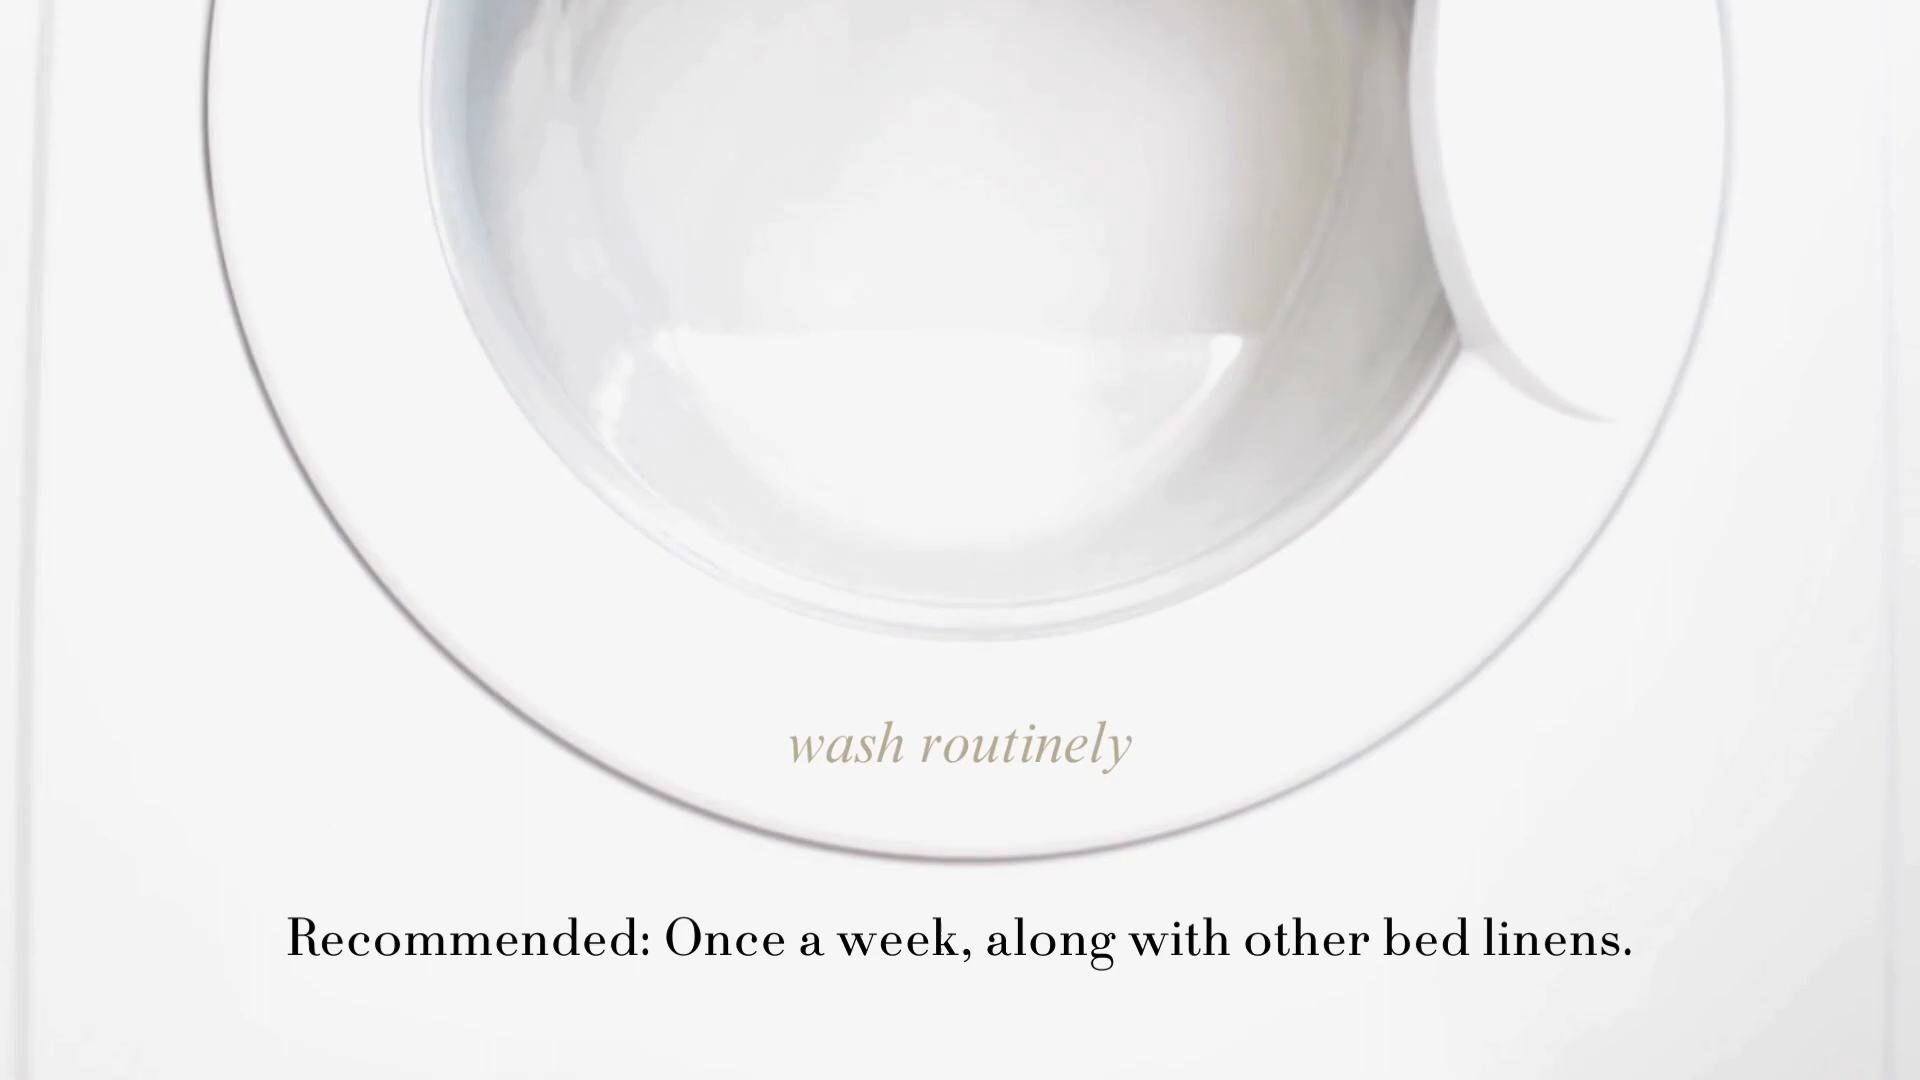 wash routinely
Recommended: Once a week, along with other bed linens.